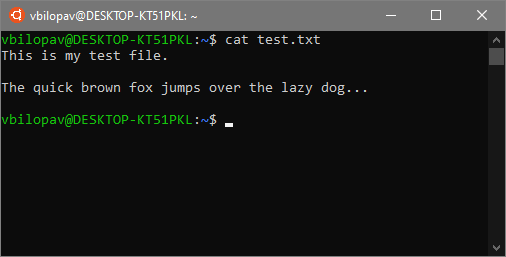 vbilopav@DESKTOP-KT51PKL: ~
vbilopav@DESKTOP-KT51PKL:~$ cat test.txt
This is my test file.
The quick brown fox jumps over the lazy dog...
vbilopav@DESKTOP-KT51PKL:~$